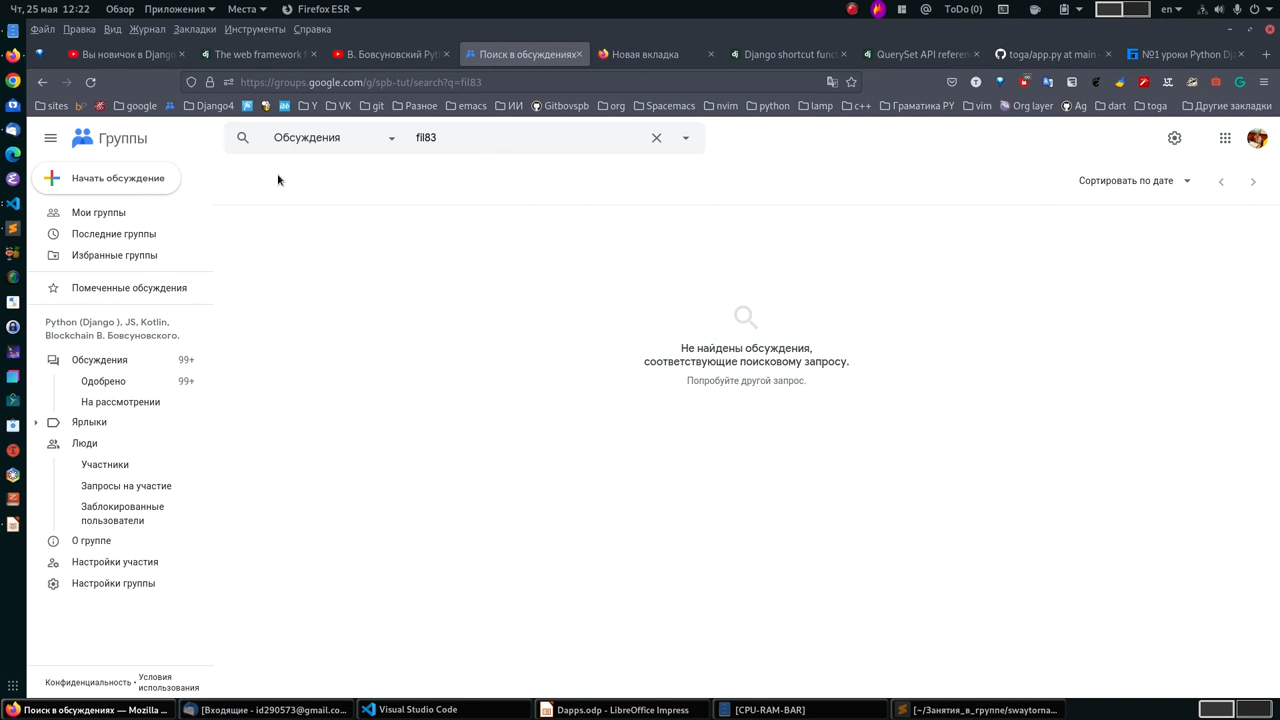 Чт, 25 мая 12:22 Обзор Приложения Места Firefox ESR ToDo (0) en
Файл Правка Вид Журнал Закладки Инструменты Справка
Вы новичок в Django The web framework f В. Бовсуновский Pyt Поиск в обсуждениях Новая вкладка Django shortcut func QuerySet API referen toga/app.py at main · №1 уроки Python Dja
https://groups.google.com/g/spb-tut/search?q=fil83
sites bP google Django4 Y VK git Разное emacs ИИ Gitbovspb org Spacemacs nvim python lamp c++ Граматика РУ Org layer Ag dart toga Другие закладки
Группы Обсуждения fil83
Начать обсуждение
Сортировать по дате
Мои группы
Последние группы
Избранные группы
Помеченные обсуждения
Python (Django ), JS, Kotlin,
Blockchain В. Бовсуновского.
Обсуждения 99+
Одобрено 99+
На рассмотрении
Ярлыки
Люди
Участники
Запросы на участие
Заблокированные
пользователи
О группе
Настройки участия
Настройки группы
Не найдены обсуждения,
соответствующие поисковому запросу.
Попробуйте другой запрос.
Конфиденциальность • Условия
использования
Поиск в обсуждениях — Mozilla ... [Входящие - id290573@gmail.co... Visual Studio Code Dapps.odp - LibreOffice Impress [CPU-RAM-BAR] [~/Занятия_в_группе/swaytorna...